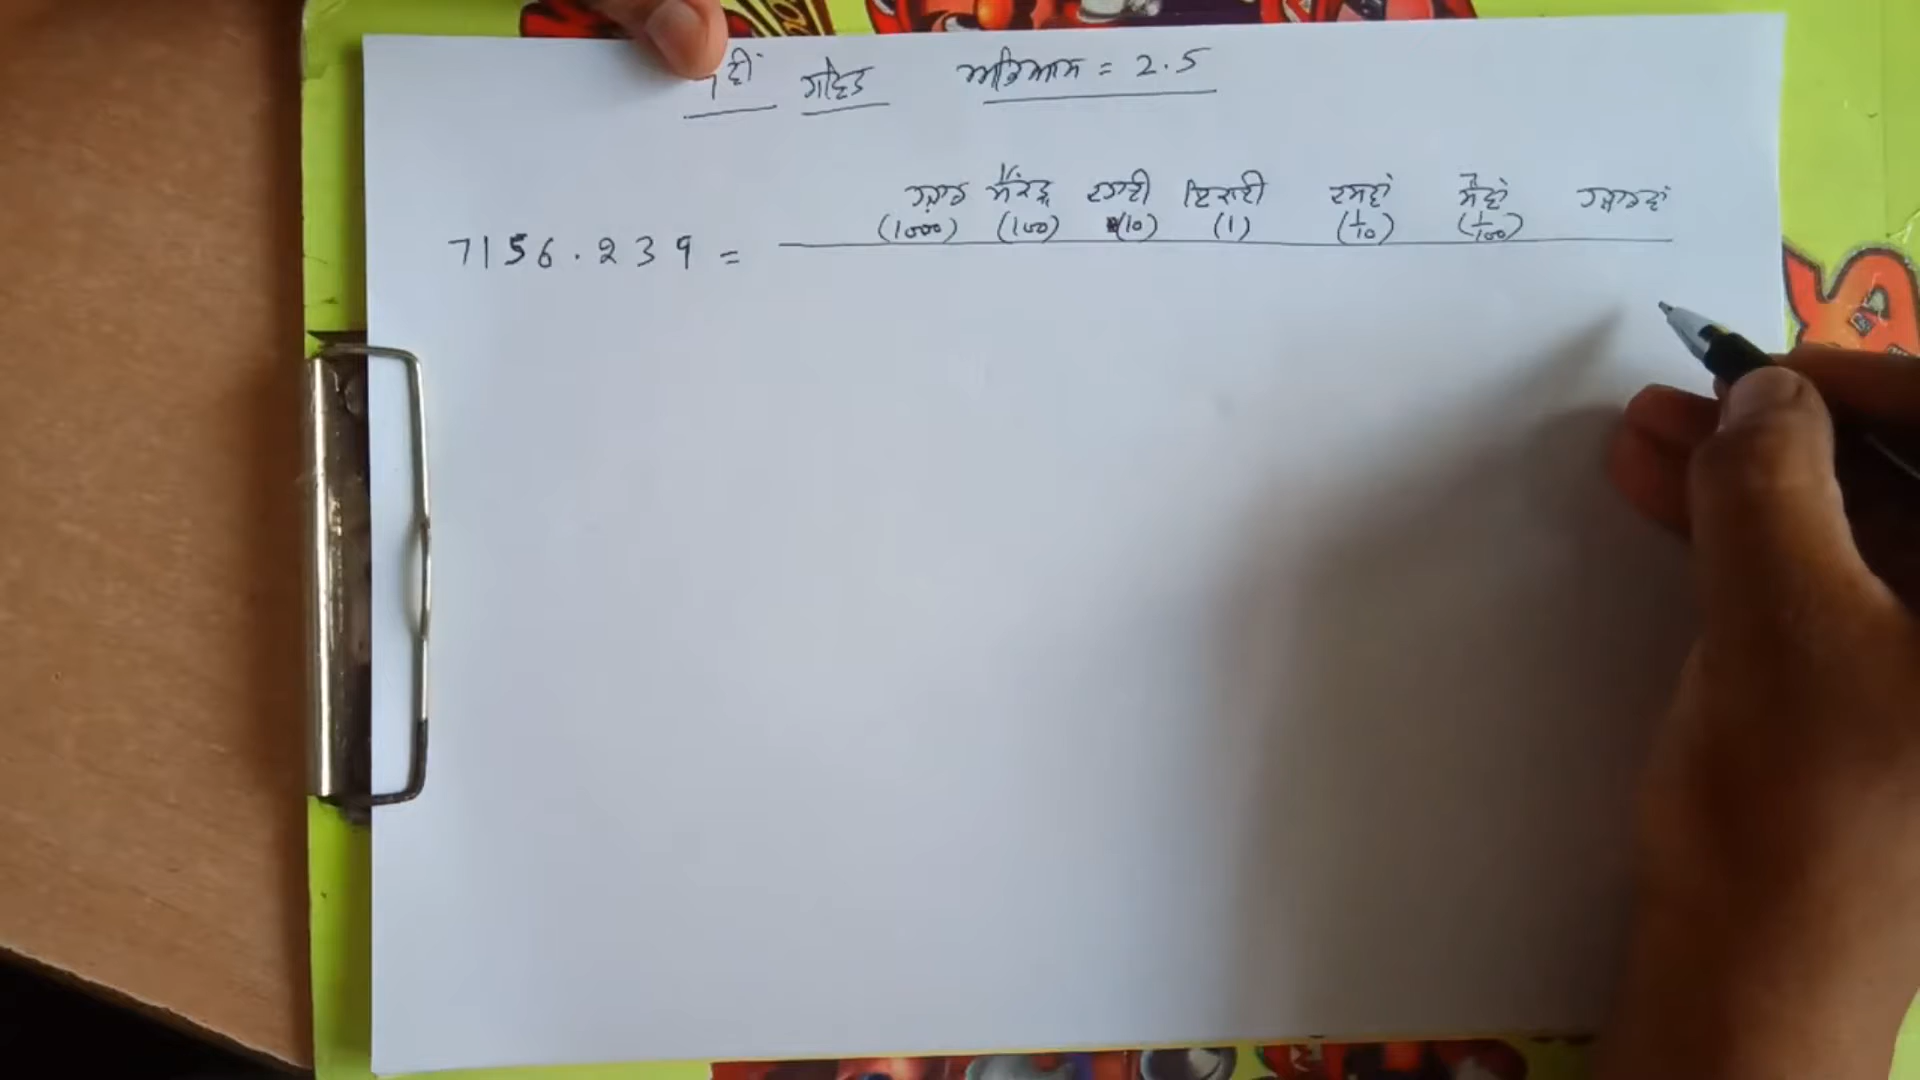 7ਵੀਂ ਗਣਿਤ ਅਭਿਆਸ = 2.5
ਹਜ਼ਾਰ ਸੈਂਕੜਾ ਦਹਾਈ ਇਕਾਈ ਦਸਵਾਂ ਸੌਵਾਂ ਹਜ਼ਾਰਵਾਂ
(1000) (100) (10) (1) (1/10) (1/100)
7156.239 =